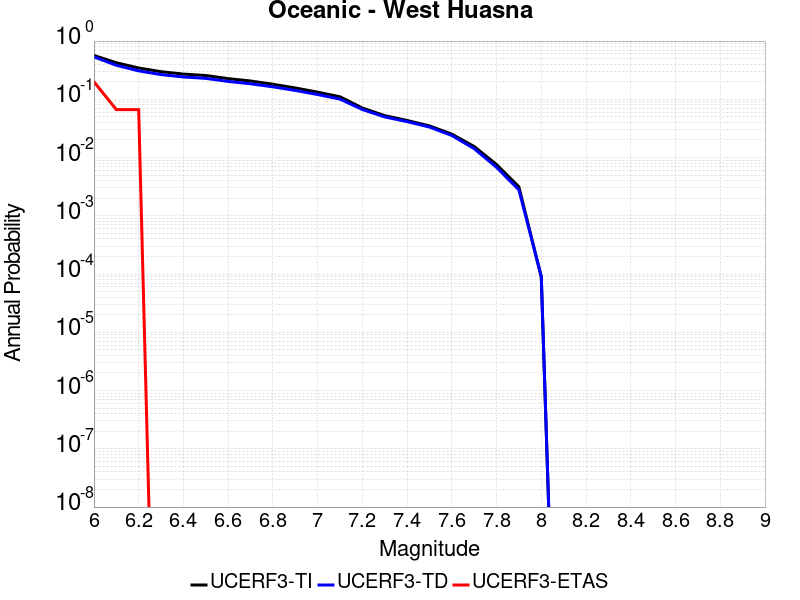 Oceanic - West Huasna
10^0
10^-1
10^-2
10^-3
10^-4
10^-5
10^-6
10^-7
10^-8
Annual Probability
6 6.2 6.4 6.6 6.8 7 7.2 7.4 7.6 7.8 8 8.2 8.4 8.6 8.8 9
Magnitude
UCERF3-TI UCERF3-TD UCERF3-ETAS